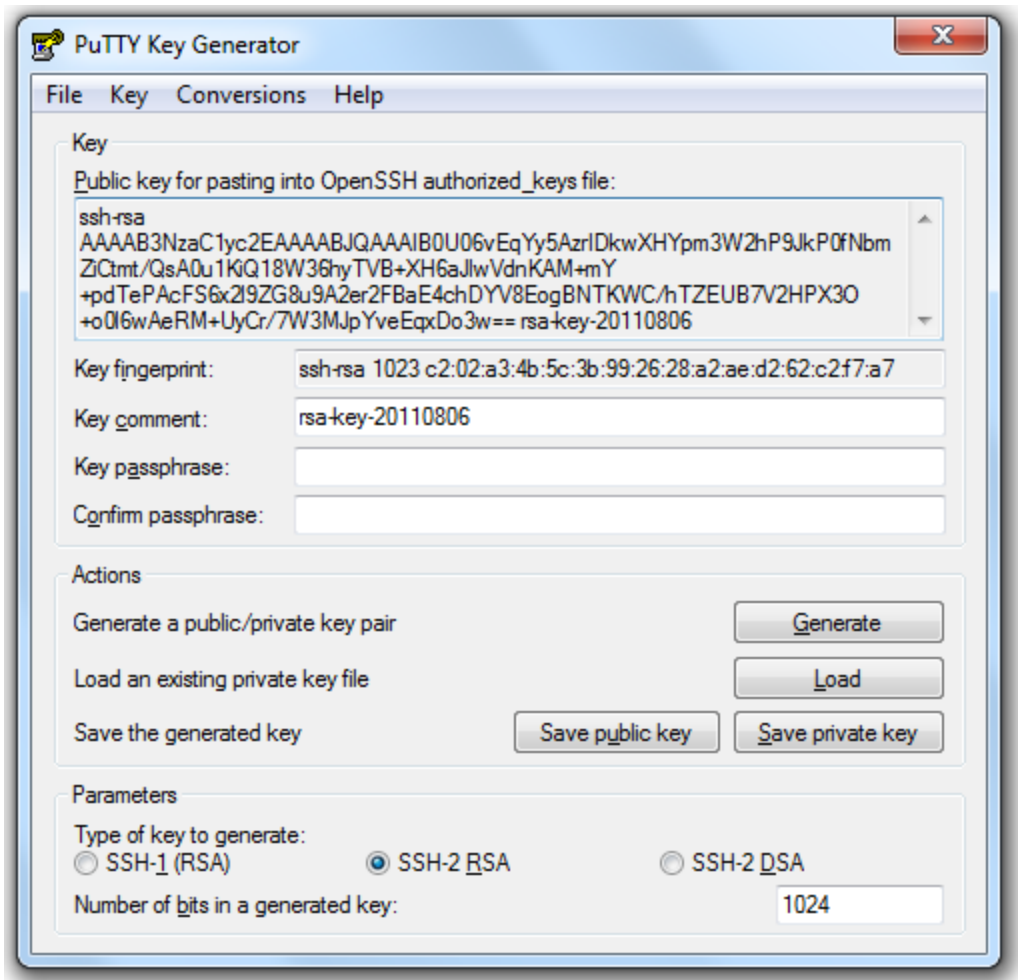 PuTTY Key Generator
File Key Conversions Help
Key
Public key for pasting into OpenSSH authorized_keys file:
ssh-rsa
AAAAB3NzaC1yc2EAAAABJQAAAIB0U06vEqYy5AzrIDkwXHYpm3W2hP9JkP0fNbm
ZiCtmt/QsA0u1KiQ18W36hyTVB+XH6aJIwVdnKAM+mY
+pdTePAcFS6x2I9ZG8u9A2er2FBaE4chDYV8EogBNTKWC/hTZEUB7V2HPX3O
+o0I6wAeRM+UyCr/7W3MJpYveEqxDo3w== rsa-key-20110806
Key fingerprint: ssh-rsa 1023 c2:02:a3:4b:5c:3b:99:26:28:a2:ae:d2:62:c2:f7:a7
Key comment: rsa-key-20110806
Key passphrase:
Confirm passphrase:
Actions
Generate a public/private key pair Generate
Load an existing private key file Load
Save the generated key Save public key Save private key
Parameters
Type of key to generate:
SSH-1 (RSA) SSH-2 RSA SSH-2 DSA
Number of bits in a generated key: 1024